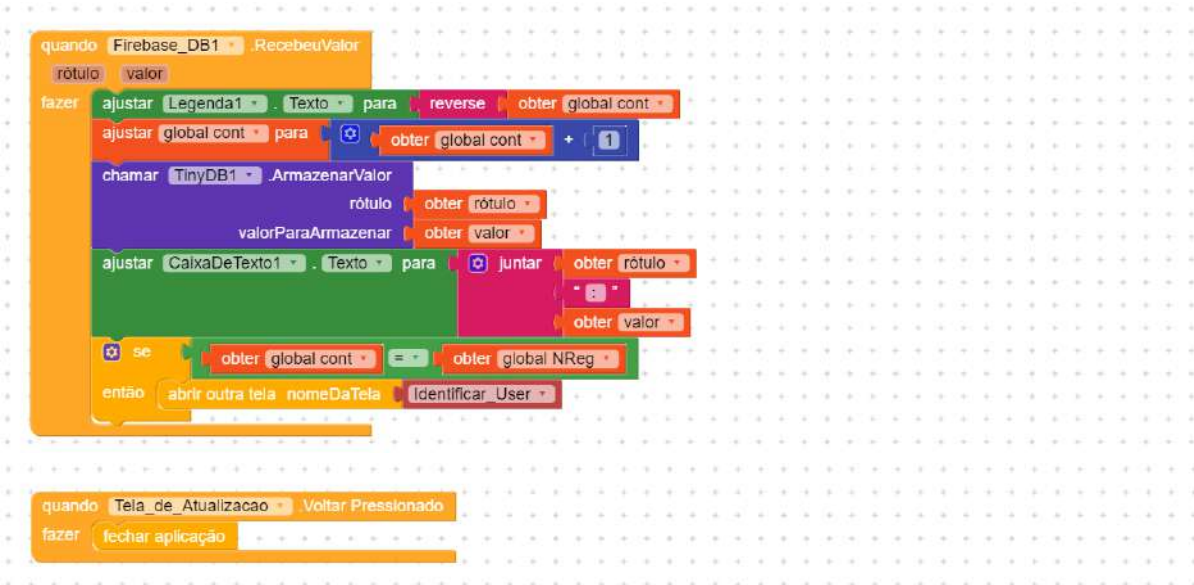 quando Firebase_DB1 .RecebeuValor
rótulo valor
fazer ajustar Legenda1 . Texto para reverse obter global cont
ajustar global cont para obter global cont + 1
chamar TinyDB1 .ArmazenarValor
rótulo obter rótulo
valorParaArmazenar obter valor
ajustar CaixaDeTexto1 . Texto para juntar obter rótulo
" : "
obter valor
se obter global cont = obter global NReg
então abrir outra tela nomeDaTela Identificar_User
quando Tela_de_Atualizacao .Voltar Pressionado
fazer fechar aplicação